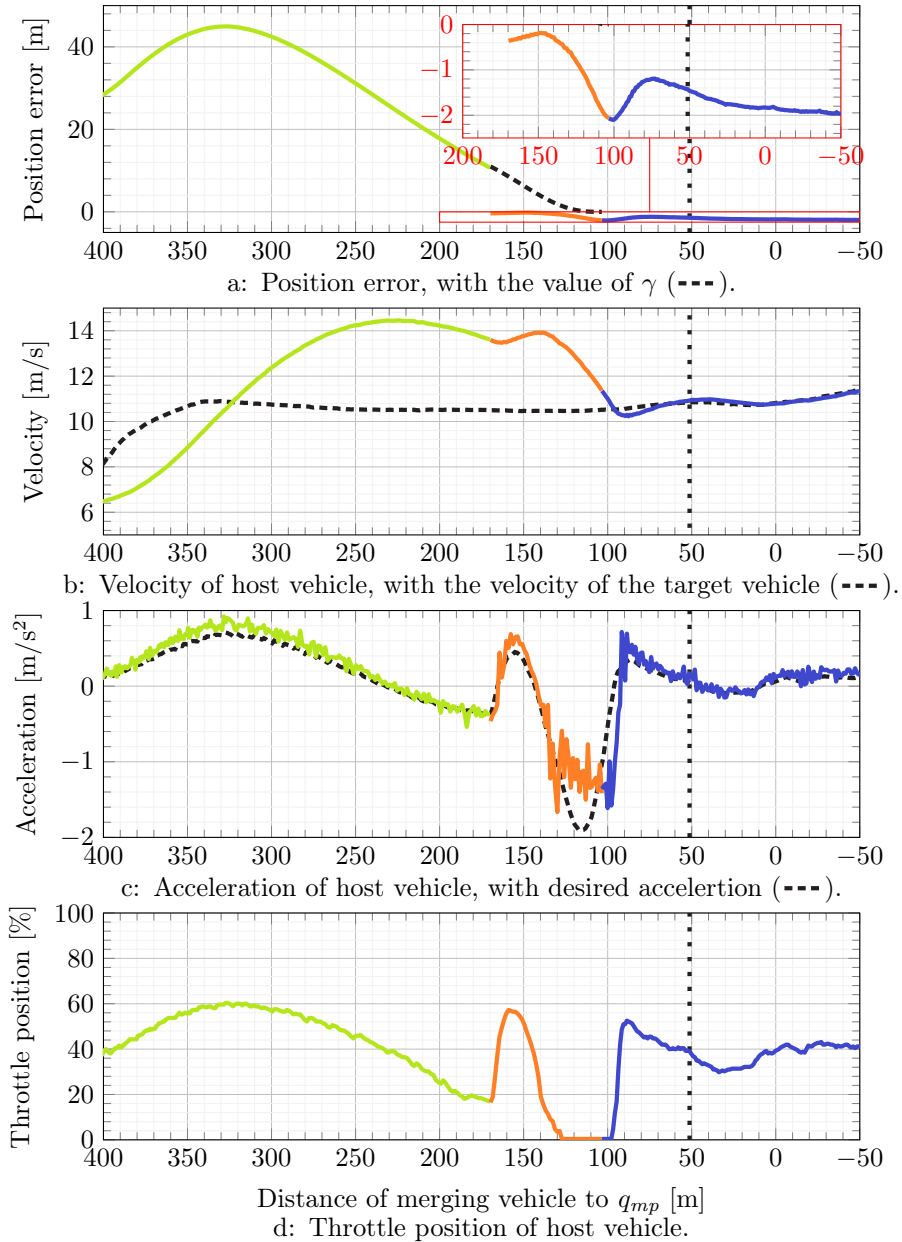 Position error [m]
40
20
0
0
−1
−2
200 150 100 50 0 −50
400 350 300 250 200 150 100 50 0 −50
a: Position error, with the value of γ (---).
Velocity [m/s]
14
12
10
8
6
400 350 300 250 200 150 100 50 0 −50
b: Velocity of host vehicle, with the velocity of the target vehicle (---).
Acceleration [m/s²]
1
0
−1
−2
400 350 300 250 200 150 100 50 0 −50
c: Acceleration of host vehicle, with desired accelertion (---).
Throttle position [%]
100
80
60
40
20
0
400 350 300 250 200 150 100 50 0 −50
Distance of merging vehicle to q_mp [m]
d: Throttle position of host vehicle.